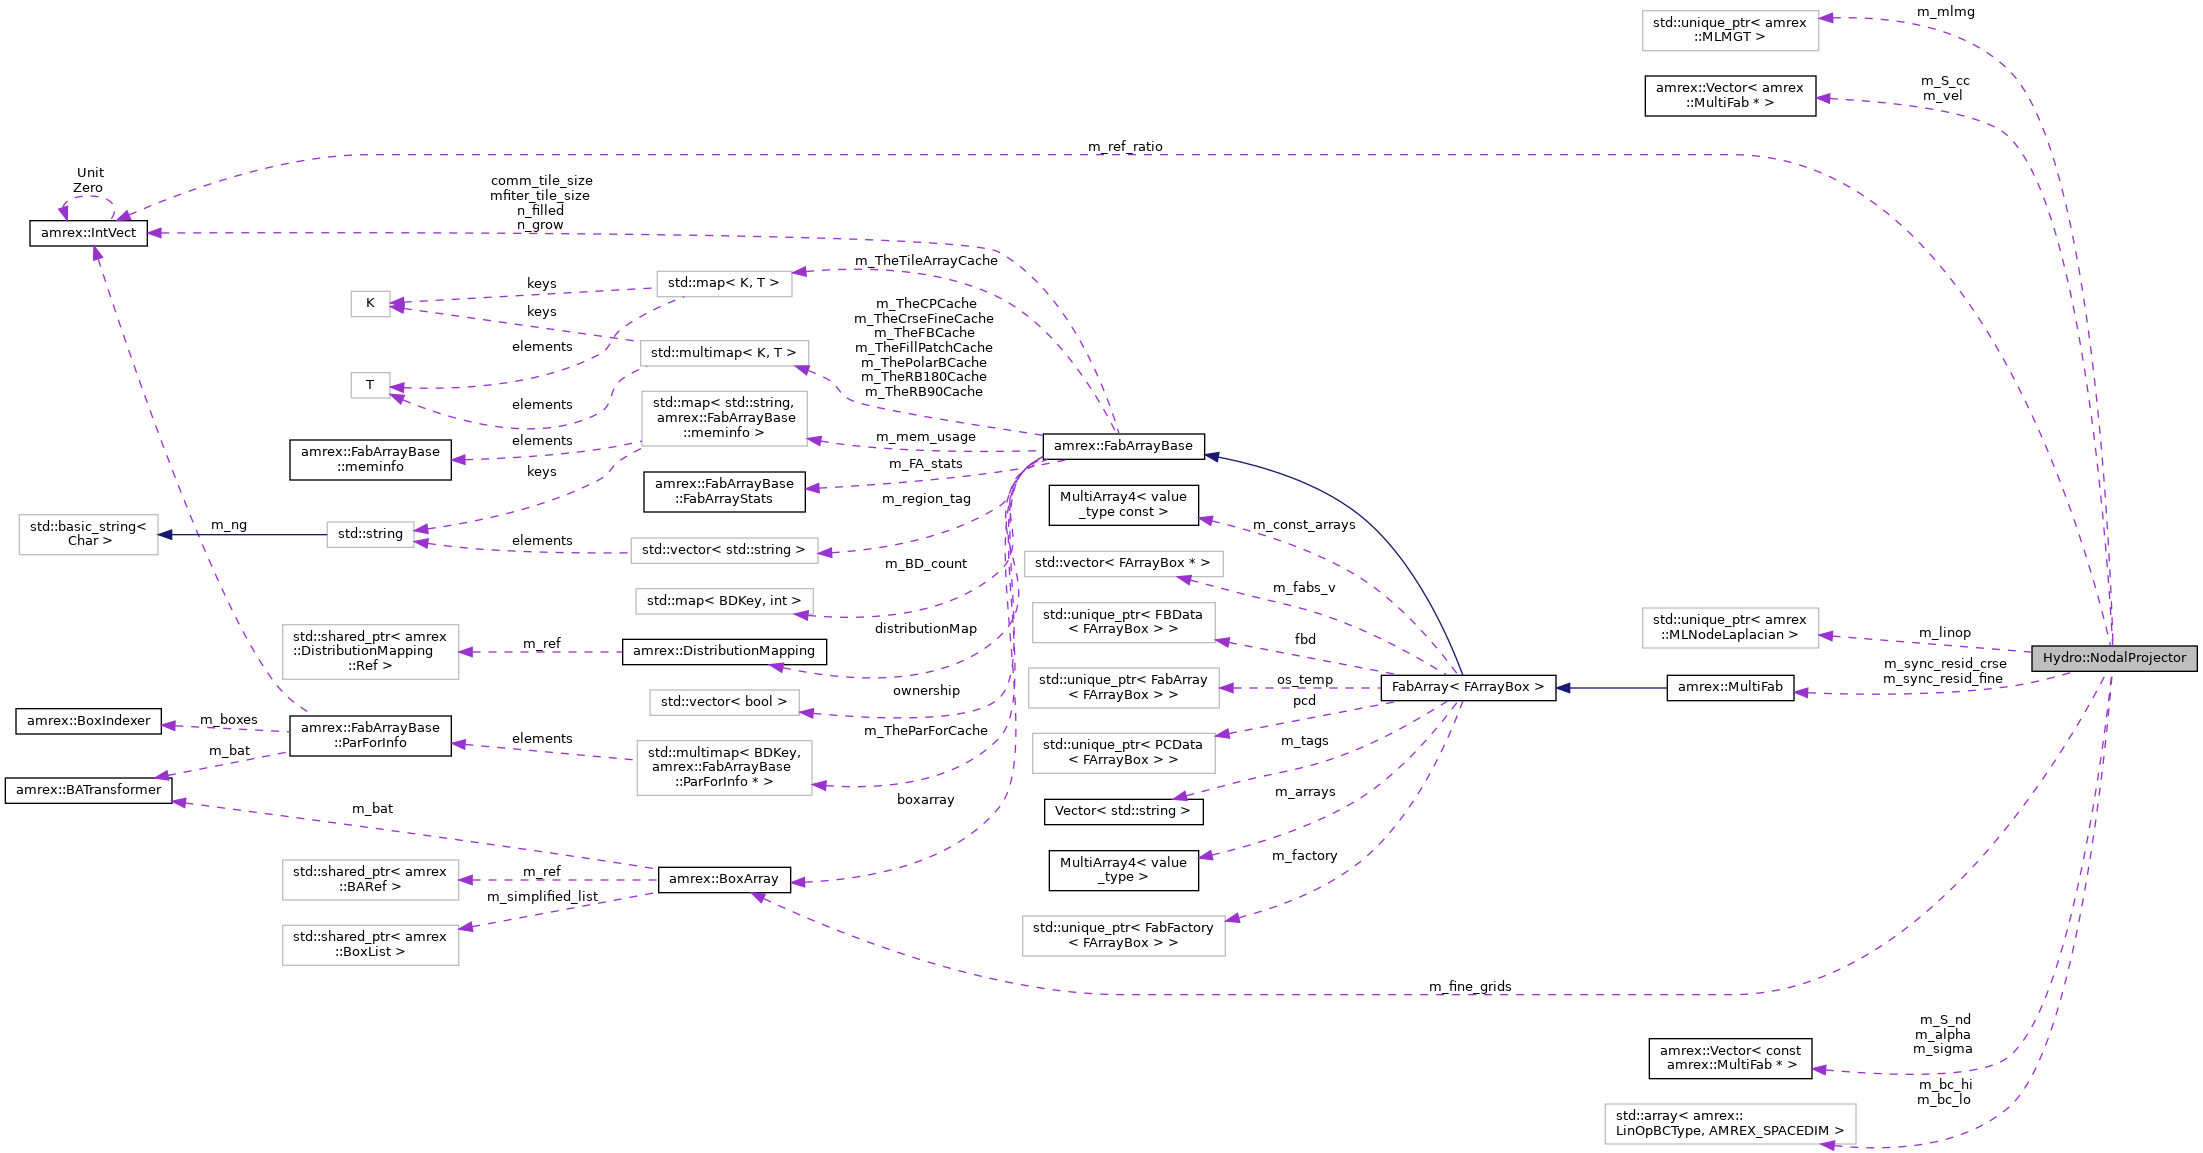 std::unique_ptr< amrex
::MLMGT >
m_mlmg
amrex::Vector< amrex
::MultiFab * >
m_S_cc
m_vel
m_ref_ratio
Unit
Zero
amrex::IntVect
comm_tile_size
mfiter_tile_size
n_filled
n_grow
m_TheTileArrayCache
std::map< K, T >
keys
K
keys
elements
std::multimap< K, T >
m_TheCPCache
m_TheCrseFineCache
m_TheFBCache
m_TheFillPatchCache
m_ThePolarBCache
m_TheRB180Cache
m_TheRB90Cache
T
elements
std::map< std::string,
amrex::FabArrayBase
::meminfo >
m_mem_usage
amrex::FabArrayBase
elements
amrex::FabArrayBase
::meminfo
keys
amrex::FabArrayBase
::FabArrayStats
m_FA_stats
m_region_tag
MultiArray4< value
_type const >
m_const_arrays
std::basic_string<
Char >
m_ng
std::string
elements
std::vector< std::string >
m_BD_count
std::vector< FArrayBox * >
m_fabs_v
std::map< BDKey, int >
std::unique_ptr< FBData
< FArrayBox > >
fbd
distributionMap
std::shared_ptr< amrex
::DistributionMapping
::Ref >
m_ref
amrex::DistributionMapping
std::unique_ptr< amrex
::MLNodeLaplacian >
m_linop
Hydro::NodalProjector
m_sync_resid_crse
m_sync_resid_fine
ownership
std::vector< bool >
std::unique_ptr< FabArray
< FArrayBox > >
os_temp
FabArray< FArrayBox >
amrex::MultiFab
pcd
amrex::BoxIndexer
m_boxes
amrex::FabArrayBase
::ParForInfo
m_bat
elements
m_TheParForCache
std::multimap< BDKey,
amrex::FabArrayBase
::ParForInfo * >
std::unique_ptr< PCData
< FArrayBox > >
m_tags
amrex::BATransformer
m_bat
boxarray
Vector< std::string >
m_arrays
MultiArray4< value
_type >
m_factory
std::shared_ptr< amrex
::BARef >
m_ref
amrex::BoxArray
m_simplified_list
std::shared_ptr< amrex
::BoxList >
std::unique_ptr< FabFactory
< FArrayBox > >
m_fine_grids
m_S_nd
m_alpha
m_sigma
amrex::Vector< const
amrex::MultiFab * >
m_bc_hi
m_bc_lo
std::array< amrex::
LinOpBCType, AMREX_SPACEDIM >